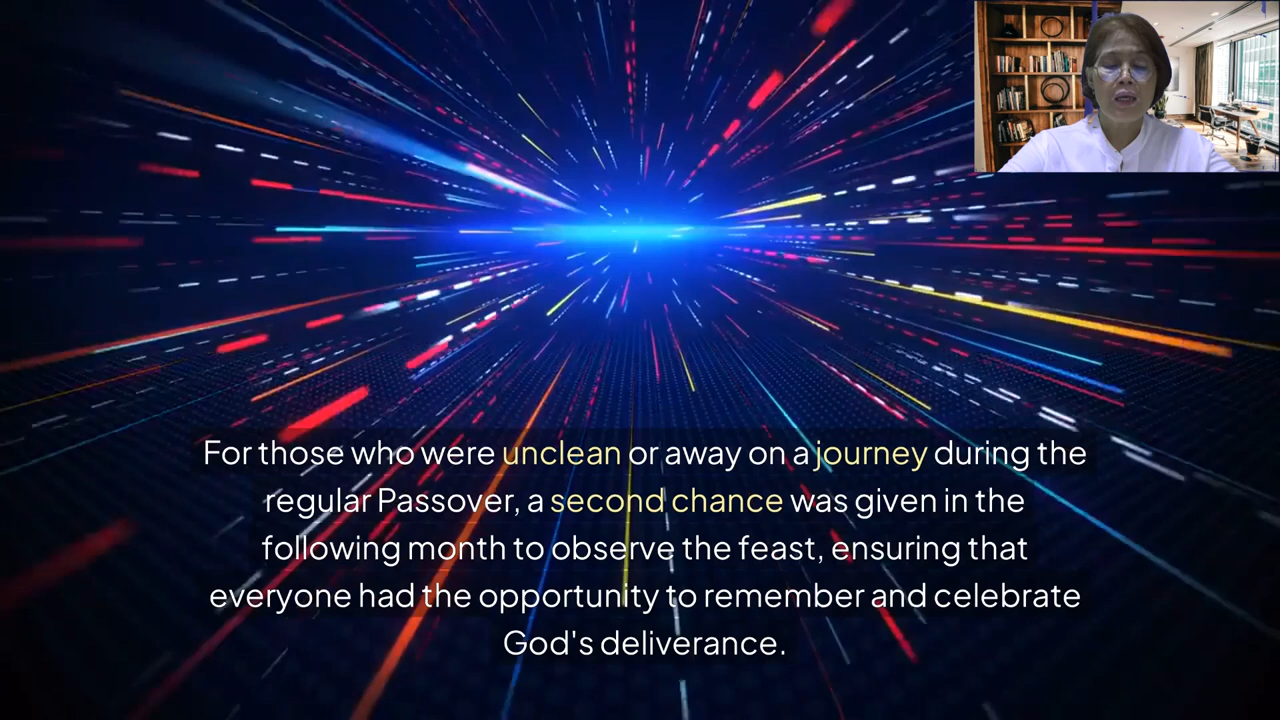 For those who were unclean or away on a journey during the
regular Passover, a second chance was given in the
following month to observe the feast, ensuring that
everyone had the opportunity to remember and celebrate
God's deliverance.